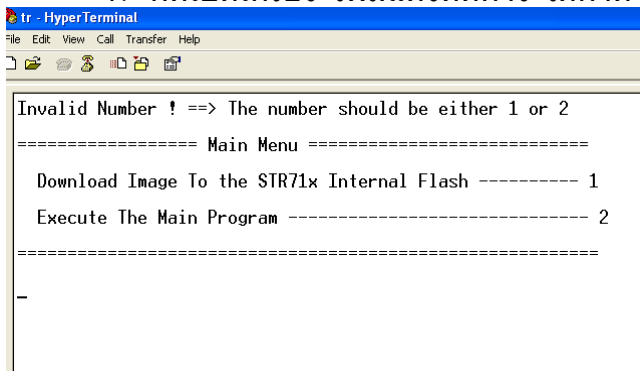 tr - HyperTerminal
File Edit View Call Transfer Help
Invalid Number ! ==> The number should be either 1 or 2
================== Main Menu ============================
Download Image To the STR71x Internal Flash ---------- 1
Execute The Main Program ------------------------------ 2
==========================================================
_